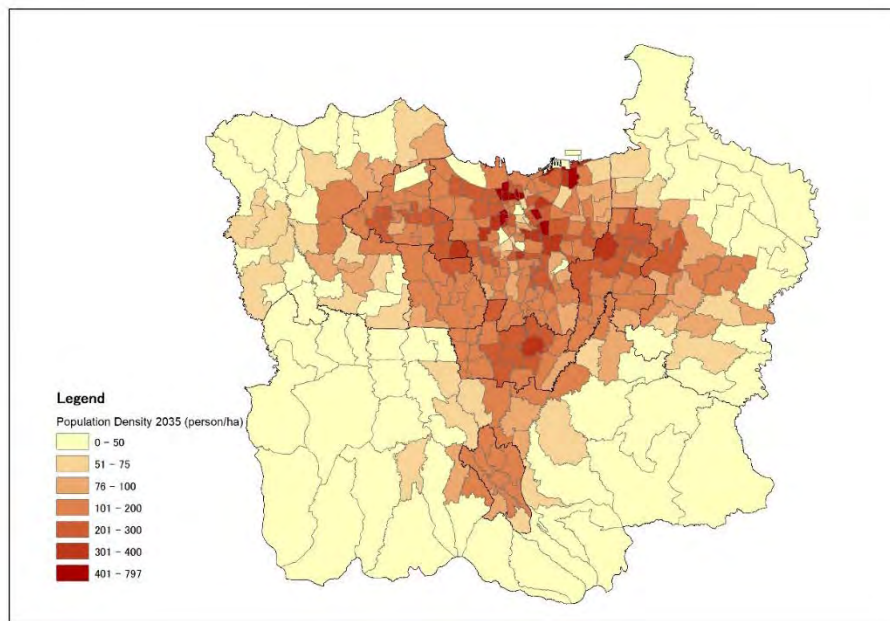 Legend
Population Density 2035 (person/ha)
0 – 50
51 – 75
76 – 100
101 – 200
201 – 300
301 – 400
401 – 797